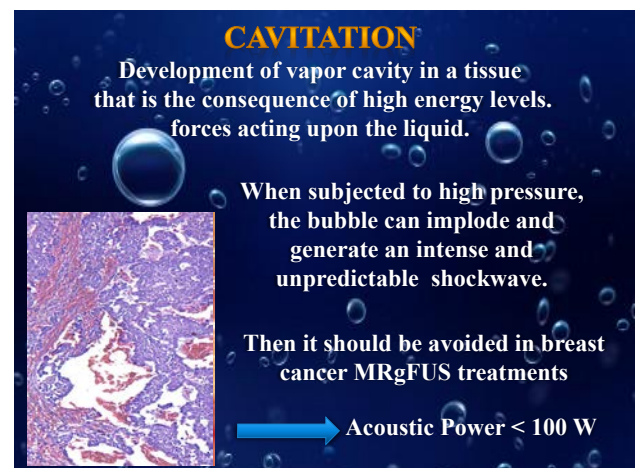 CAVITATION
Development of vapor cavity in a tissue
that is the consequence of high energy levels.
forces acting upon the liquid.
When subjected to high pressure,
the bubble can implode and
generate an intense and
unpredictable shockwave.
Then it should be avoided in breast
cancer MRgFUS treatments
Acoustic Power < 100 W